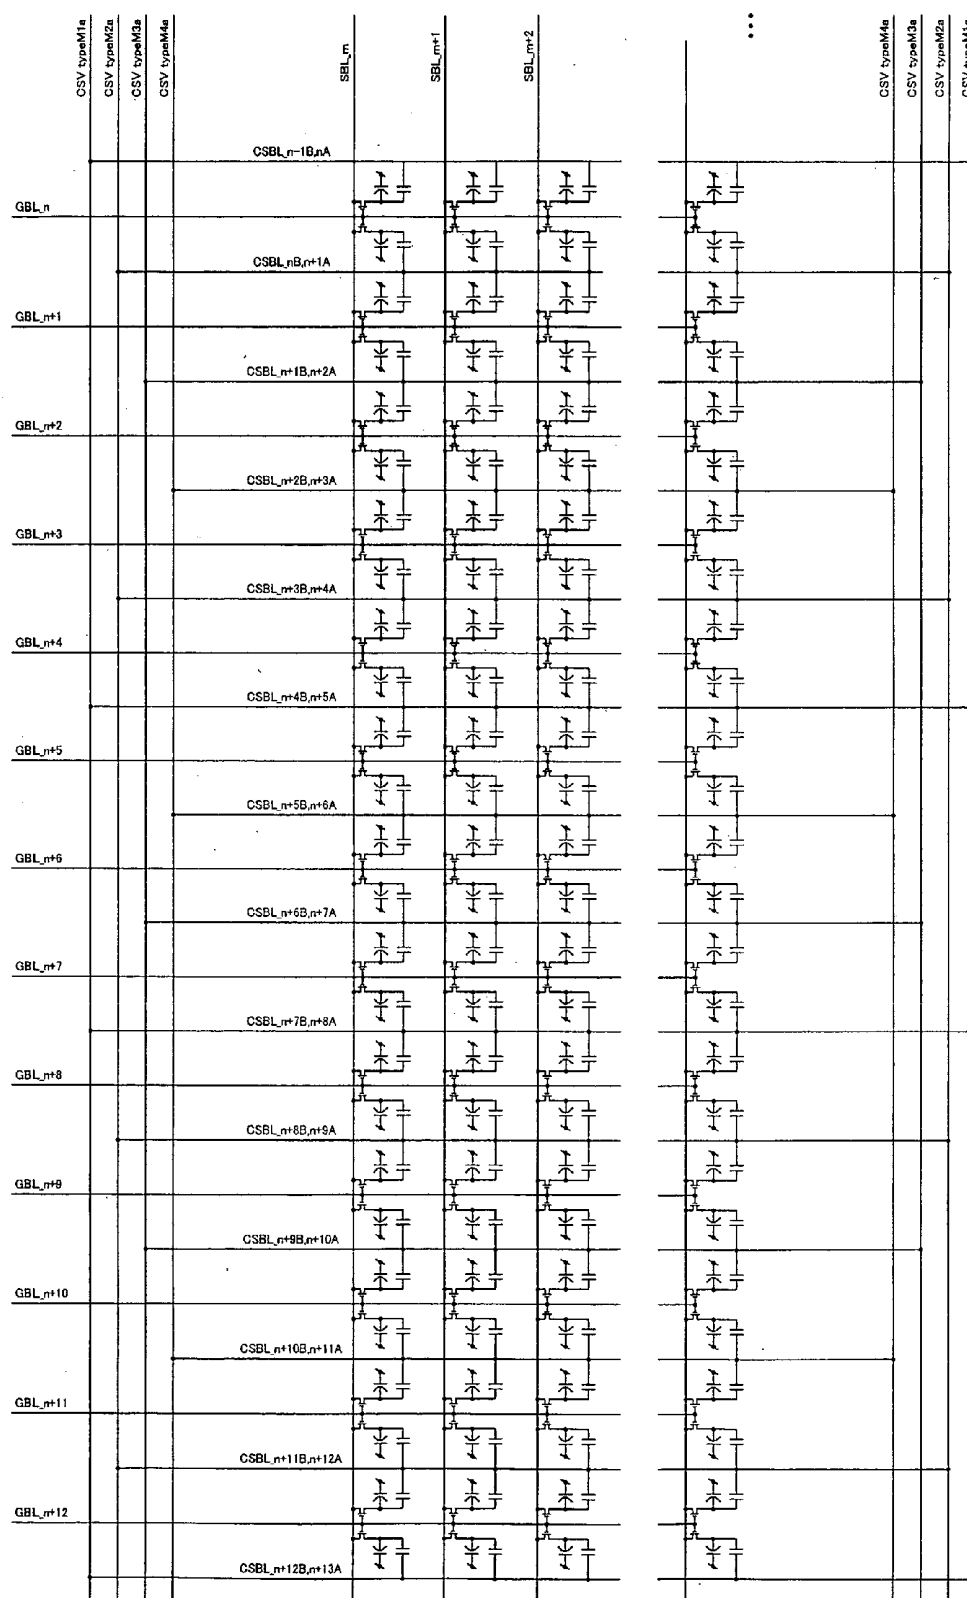 CSV typeM1a
CSV typeM2a
CSV typeM3a
CSV typeM4a
SBL_m
SBL_m+1
SBL_m+2
CSV typeM4a
CSV typeM3a
CSV typeM2a
CSV typeM1a
CSBL_n-1B,nA
GBL_n
CSBL_nB,n+1A
GBL_n+1
CSBL_n+1B,n+2A
GBL_n+2
CSBL_n+2B,n+3A
GBL_n+3
CSBL_n+3B,n+4A
GBL_n+4
CSBL_n+4B,n+5A
GBL_n+5
CSBL_n+5B,n+6A
GBL_n+6
CSBL_n+6B,n+7A
GBL_n+7
CSBL_n+7B,n+8A
GBL_n+8
CSBL_n+8B,n+9A
GBL_n+9
CSBL_n+9B,n+10A
GBL_n+10
CSBL_n+10B,n+11A
GBL_n+11
CSBL_n+11B,n+12A
GBL_n+12
CSBL_n+12B,n+13A